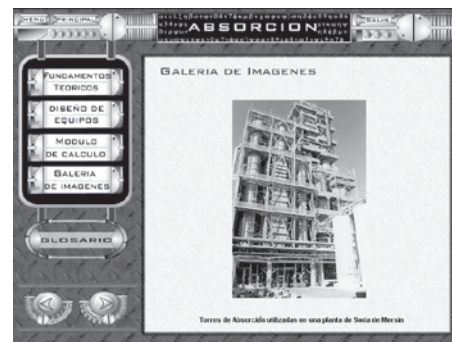 MENU PRINCIPAL
ABSORCION
SALIR
GALERIA DE IMAGENES
FUNDAMENTOS
TEORICOS
DISEÑO DE
EQUIPOS
MODULO
DE CALCULO
GALERIA
DE IMAGENES
GLOSARIO
Torres de Absorción utilizadas en una planta de Soda de Mersin